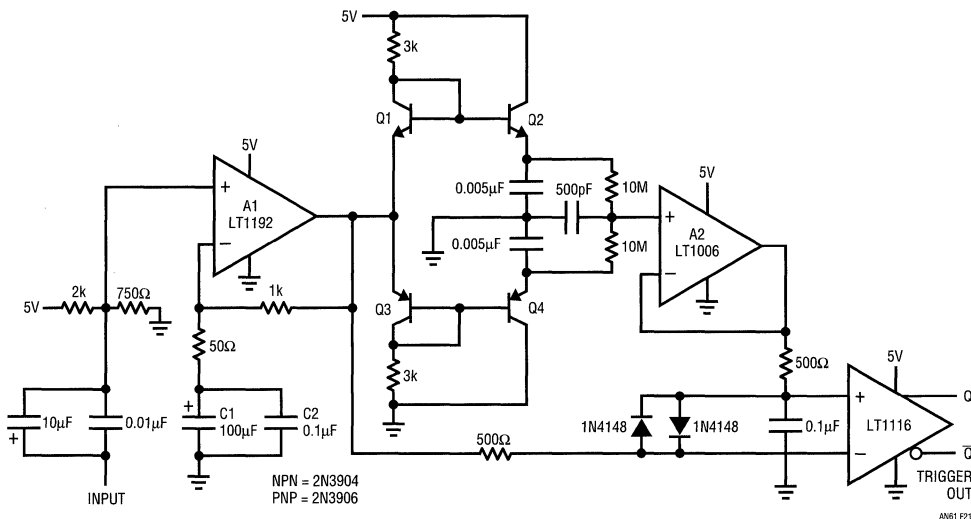 5V
3k
Q1
Q2
5V
+
A1
LT1192
−
0.005µF
500pF
10M
0.005µF
10M
5V
+
A2
LT1006
−
5V
2k
750Ω
1k
Q3
Q4
50Ω
3k
500Ω
5V
10µF
+
0.01µF
+
C1
100µF
C2
0.1µF
500Ω
1N4148
1N4148
0.1µF
+
LT1116
−
Q
Q̅
INPUT
NPN = 2N3904
PNP = 2N3906
TRIGGER
OUT
AN61 F21